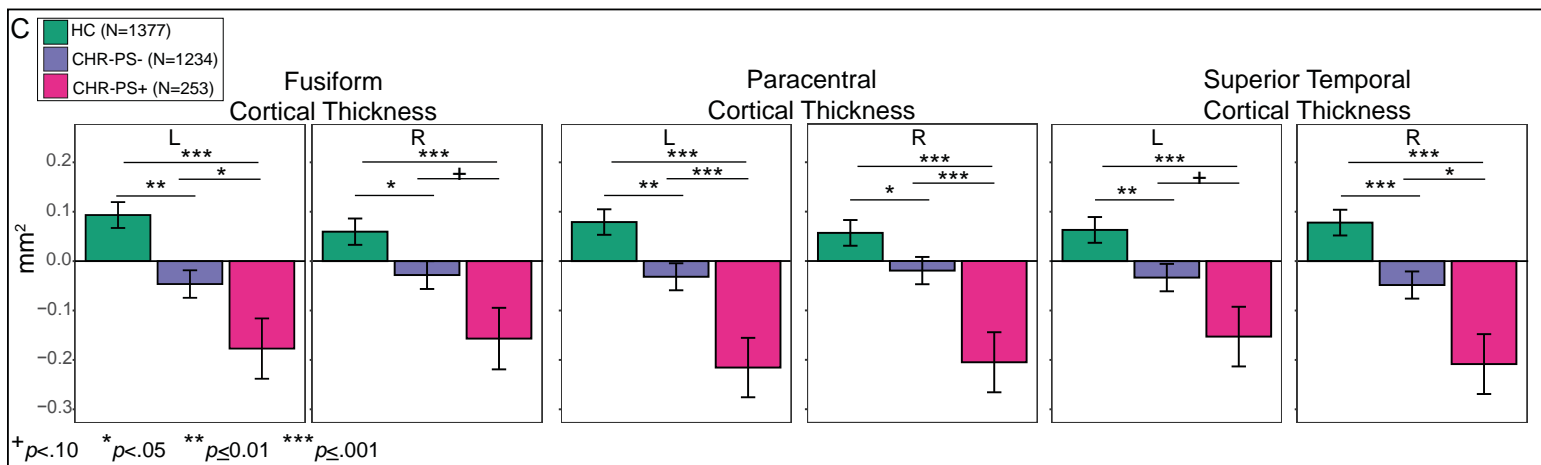 C
HC (N=1377)
CHR-PS- (N=1234)
CHR-PS+ (N=253)
Fusiform
Cortical Thickness
Paracentral
Cortical Thickness
Superior Temporal
Cortical Thickness
L
R
L
R
L
R
*** *** *** *** *** ***
* + *** *** + *
** * ** * ** ***
mm²
0.2
0.1
0.0
−0.1
−0.2
−0.3
+p<.10 *p<.05 **p≤0.01 ***p≤.001